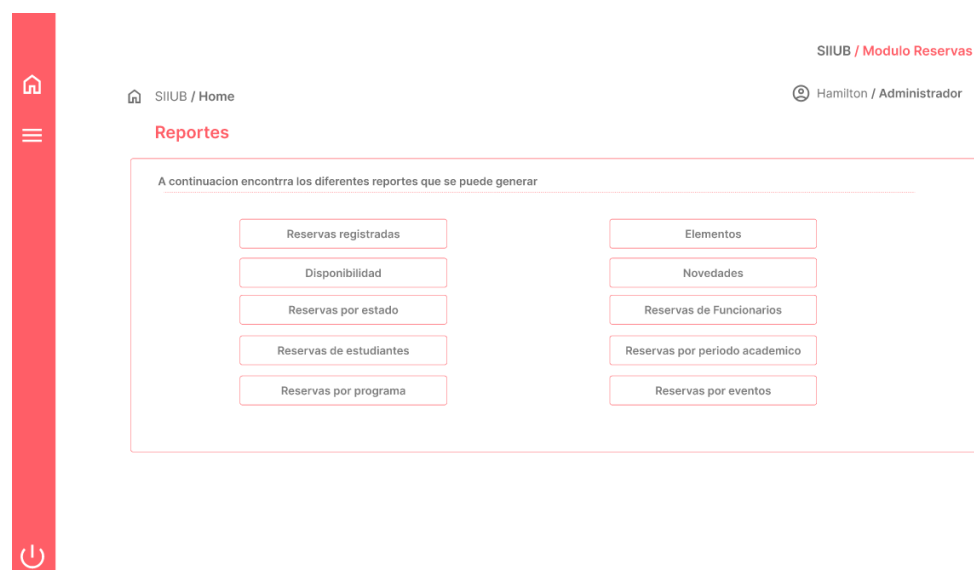 SIIUB / Modulo Reservas
SIIUB / Home
Hamilton / Administrador
Reportes
A continuacion encontrra los diferentes reportes que se puede generar
Reservas registradas
Elementos
Disponibilidad
Novedades
Reservas por estado
Reservas de Funcionarios
Reservas de estudiantes
Reservas por periodo academico
Reservas por programa
Reservas por eventos